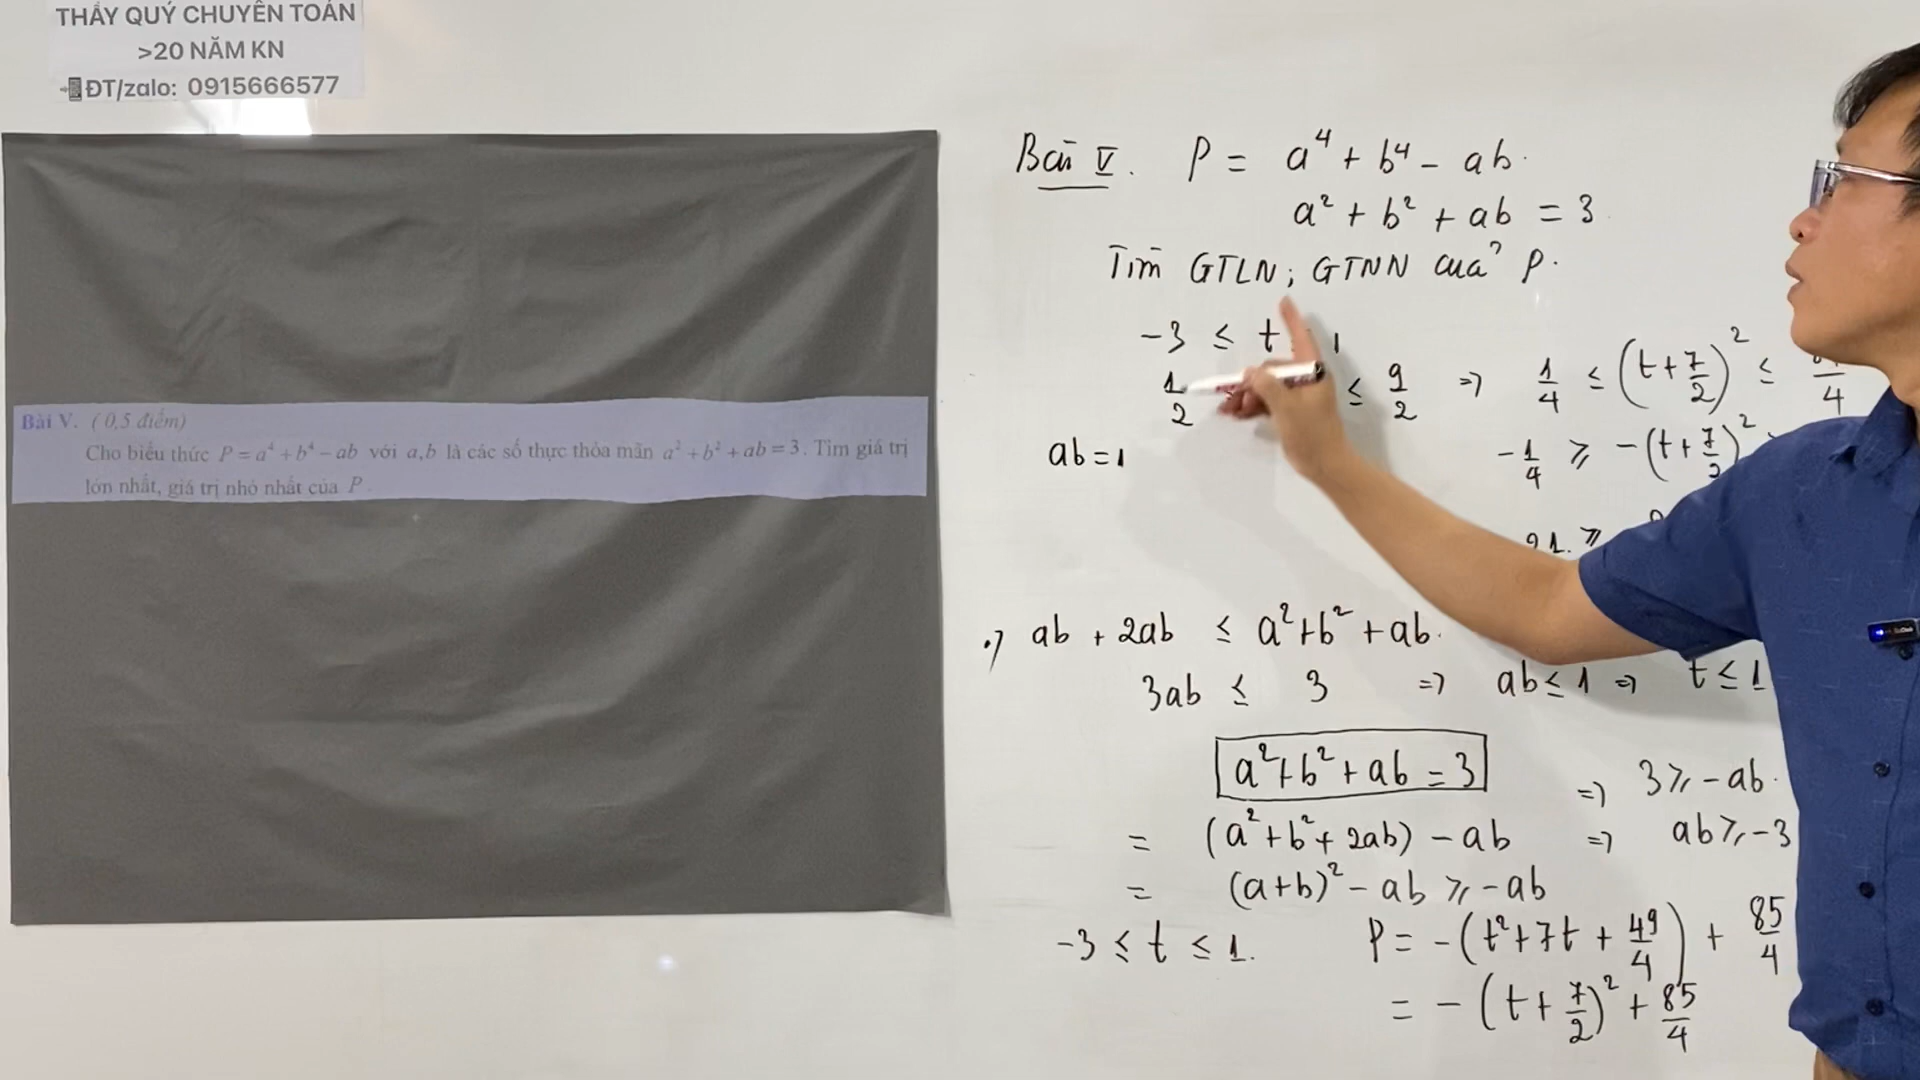 THẦY QUÝ CHUYÊN TOÁN
>20 NĂM KN
ĐT/zalo: 0915666577
Bài V. ( 0,5 điểm)
Cho biểu thức P = a⁴ + b⁴ − ab với a,b là các số thực thỏa mãn a² + b² + ab = 3. Tìm giá trị
lớn nhất, giá trị nhỏ nhất của P.
Bài V. P = a⁴ + b⁴ − ab.
a² + b² + ab = 3
Tìm GTLN; GTNN của P.
-3 ≤ t
1/2 ≤ 9/2 => 1/4 ≤ (t + 7/2)² ≤ /4
ab = 1
-1/4 ≥ -(t + 7/2)²
21. ≥
•) ab + 2ab ≤ a² + b² + ab.
3ab ≤ 3 => ab ≤ 1 => t ≤ 1
a² + b² + ab = 3 => 3 ≥ -ab.
= (a² + b² + 2ab) − ab => ab ≥ -3
= (a+b)² − ab ≥ -ab
-3 ≤ t ≤ 1. P = -(t² + 7t + 49/4) + 85/4
= -(t + 7/2)² + 85/4